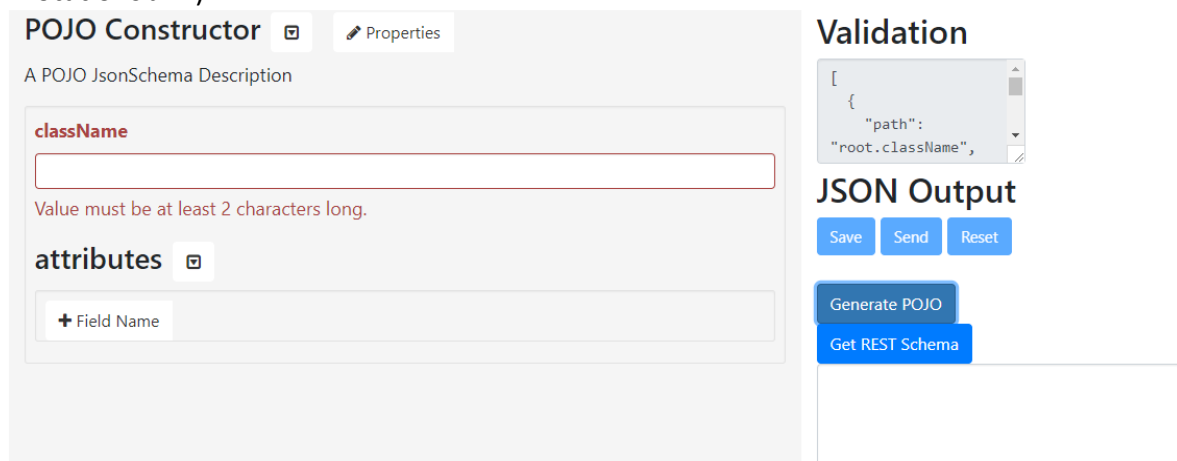 POJO Constructor
Properties
A POJO JsonSchema Description
className
Value must be at least 2 characters long.
attributes
Field Name
Validation
[
{
"path":
"root.className",
JSON Output
Save Send Reset
Generate POJO
Get REST Schema